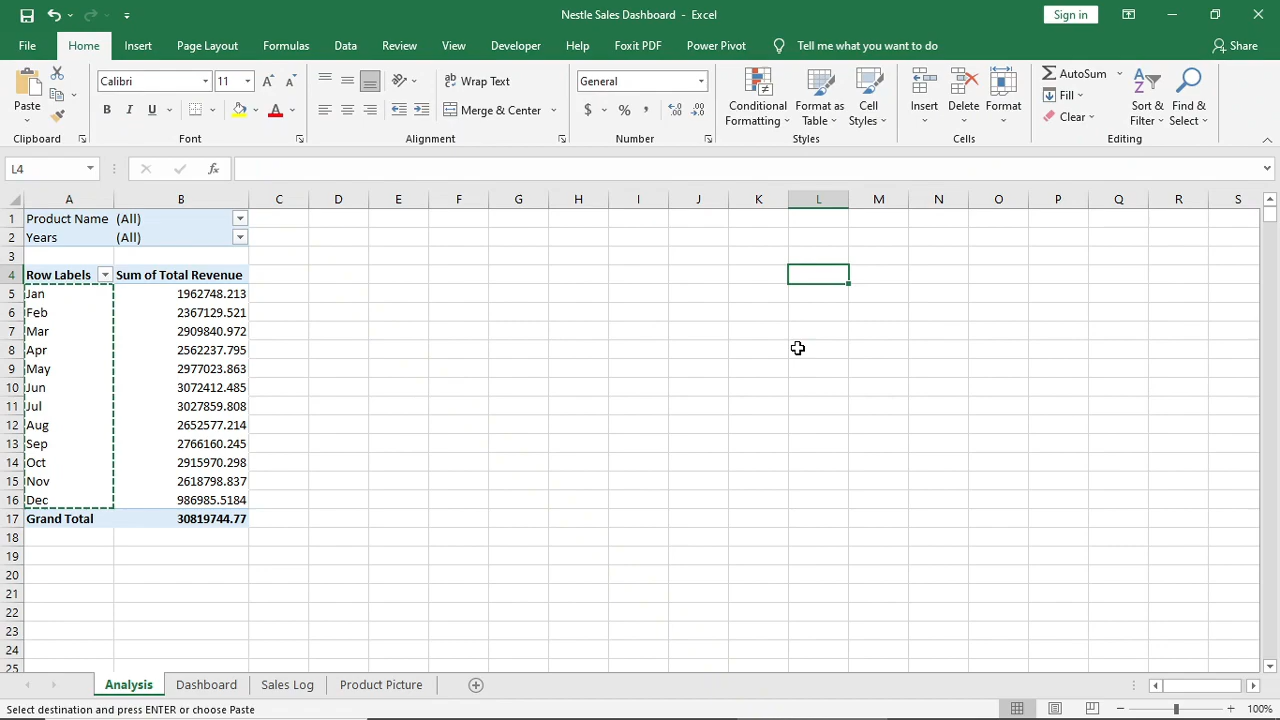 Nestle Sales Dashboard - Excel
Sign in
File Home Insert Page Layout Formulas Data Review View Developer Help Foxit PDF Power Pivot Tell me what you want to do Share
Paste
Clipboard
Calibri 11
B I U A
Font
ab Wrap Text
Merge & Center
Alignment
General
$ % ,
Number
Conditional Formatting
Format as Table
Cell Styles
Styles
Insert
Delete
Format
Cells
AutoSum
Fill
Clear
Sort & Filter
Find & Select
Editing
L4 fx
A B C D E F G H I J K L M N O P Q R S
1 Product Name (All)
2 Years (All)
3
4 Row Labels Sum of Total Revenue
5 Jan 1962748.213
6 Feb 2367129.521
7 Mar 2909840.972
8 Apr 2562237.795
9 May 2977023.863
10 Jun 3072412.485
11 Jul 3027859.808
12 Aug 2652577.214
13 Sep 2766160.245
14 Oct 2915970.298
15 Nov 2618798.837
16 Dec 986985.5184
17 Grand Total 30819744.77
18
19
20
21
22
23
24
25
Analysis Dashboard Sales Log Product Picture
Select destination and press ENTER or choose Paste
100%